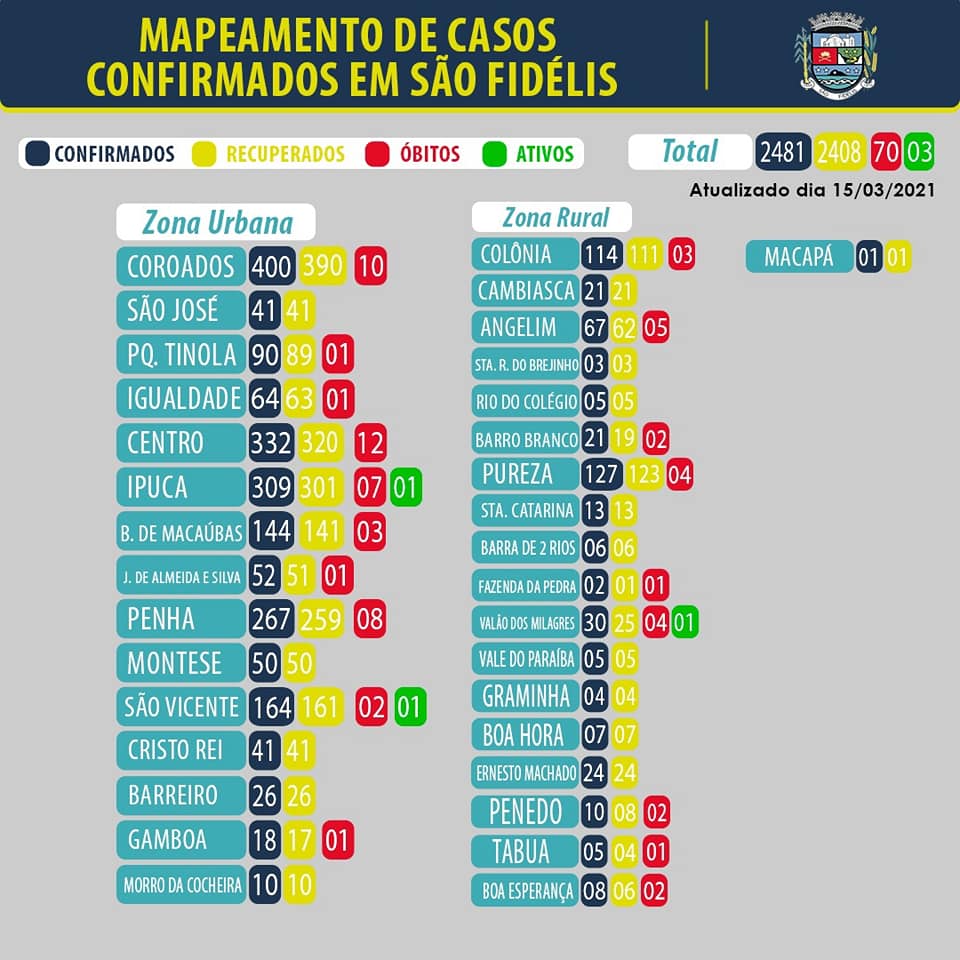 MAPEAMENTO DE CASOS
CONFIRMADOS EM SÃO FIDÉLIS
CONFIRMADOS RECUPERADOS ÓBITOS ATIVOS
Total 2481 2408 70 03
Atualizado dia 15/03/2021
Zona Urbana
COROADOS 400 390 10
SÃO JOSÉ 41 41
PQ. TINOLA 90 89 01
IGUALDADE 64 63 01
CENTRO 332 320 12
IPUCA 309 301 07 01
B. DE MACAÚBAS 144 141 03
J. DE ALMEIDA E SILVA 52 51 01
PENHA 267 259 08
MONTESE 50 50
SÃO VICENTE 164 161 02 01
CRISTO REI 41 41
BARREIRO 26 26
GAMBOA 18 17 01
MORRO DA COCHEIRA 10 10
Zona Rural
COLÔNIA 114 111 03
CAMBIASCA 21 21
ANGELIM 67 62 05
STA. R. DO BREJINHO 03 03
RIO DO COLÉGIO 05 05
BARRO BRANCO 21 19 02
PUREZA 127 123 04
STA. CATARINA 13 13
BARRA DE 2 RIOS 06 06
FAZENDA DA PEDRA 02 01 01
VALÃO DOS MILAGRES 30 25 04 01
VALE DO PARAÍBA 05 05
GRAMINHA 04 04
BOA HORA 07 07
ERNESTO MACHADO 24 24
PENEDO 10 08 02
TABUA 05 04 01
BOA ESPERANÇA 08 06 02
MACAPÁ 01 01